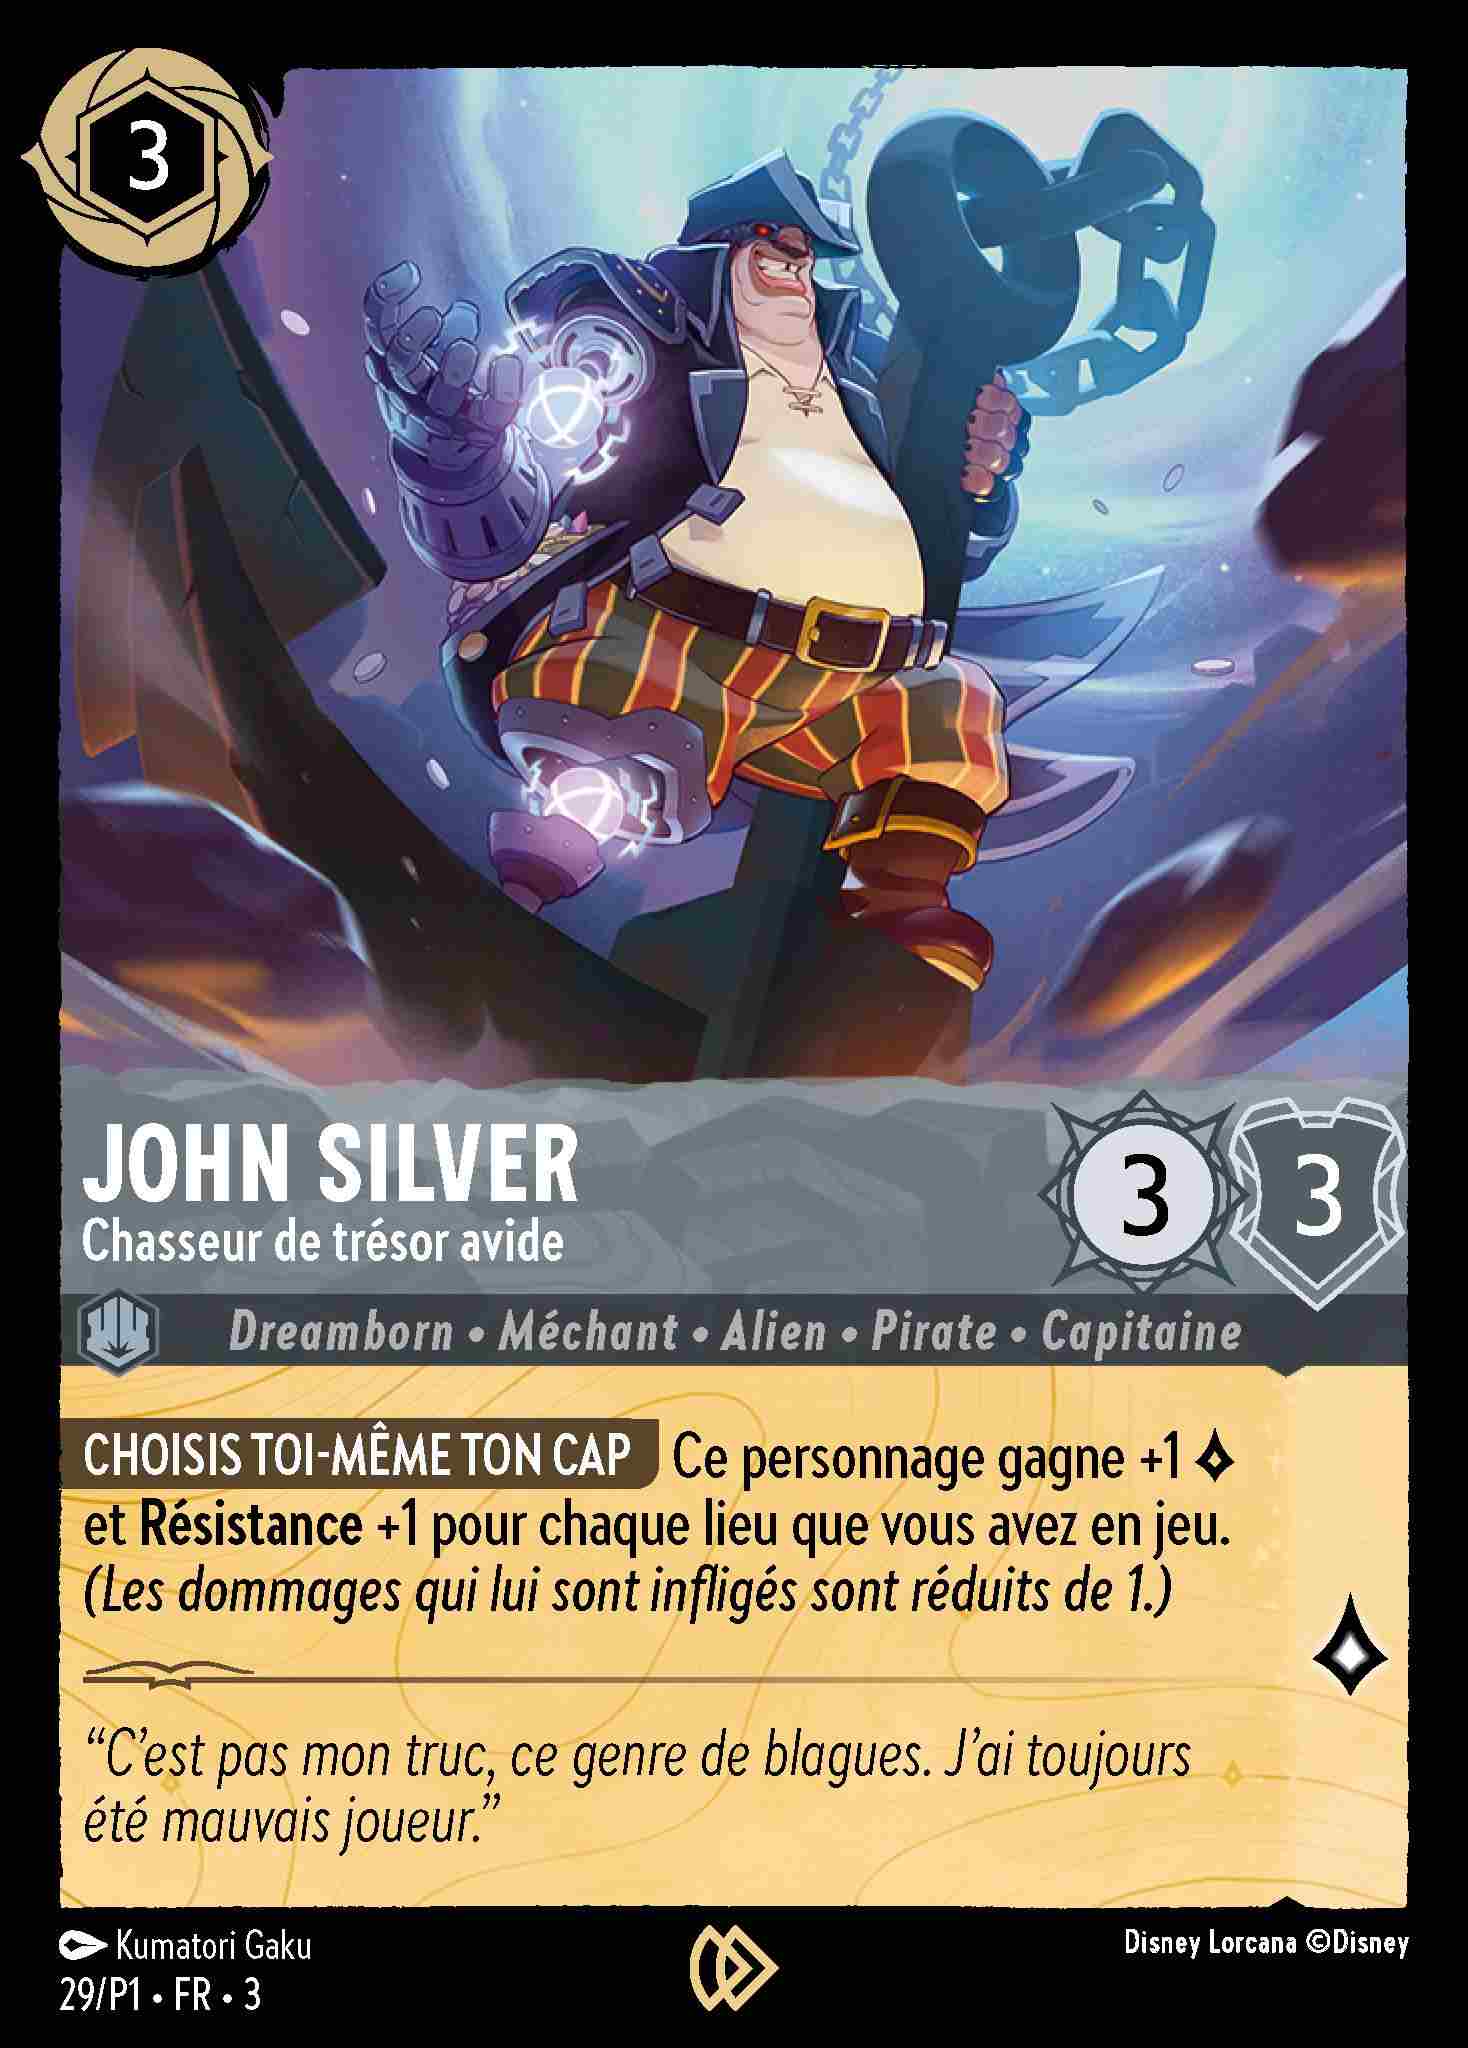 3
JOHN SILVER
Chasseur de trésor avide
3
3
Dreamborn • Méchant • Alien • Pirate • Capitaine
CHOISIS TOI-MÊME TON CAP Ce personnage gagne +1
et Résistance +1 pour chaque lieu que vous avez en jeu.
(Les dommages qui lui sont infligés sont réduits de 1.)
“C’est pas mon truc, ce genre de blagues. J’ai toujours
été mauvais joueur.”
Kumatori Gaku
Disney Lorcana ©Disney
29/P1 • FR • 3